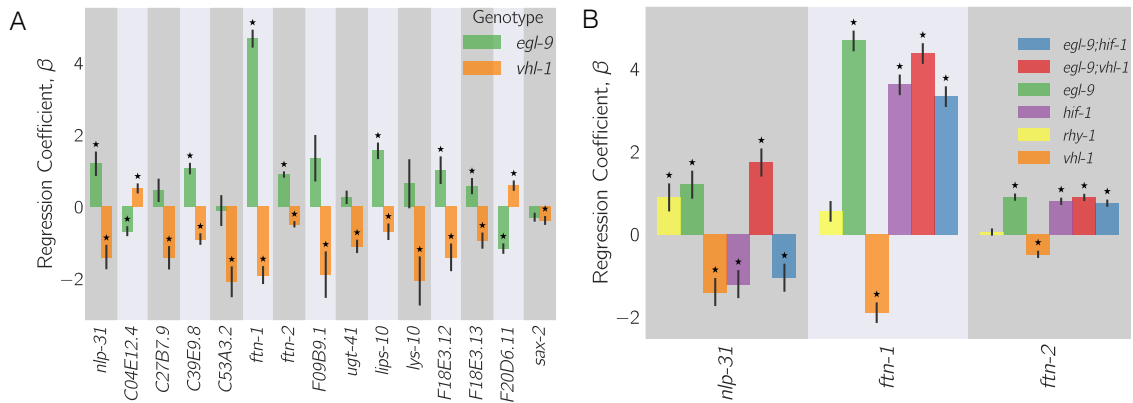 A
Regression Coefficient, β
4
2
0
−2
Genotype
egl-9
vhl-1
★
nlp-31
C04E12.4
C27B7.9
C39E9.8
C53A3.2
ftn-1
ftn-2
F09B9.1
ugt-41
lips-10
lys-10
F18E3.12
F18E3.13
F20D6.11
sax-2
B
Regression Coefficient, β
4
2
0
−2
egl-9;hif-1
egl-9;vhl-1
egl-9
hif-1
rhy-1
vhl-1
nlp-31
ftn-1
ftn-2